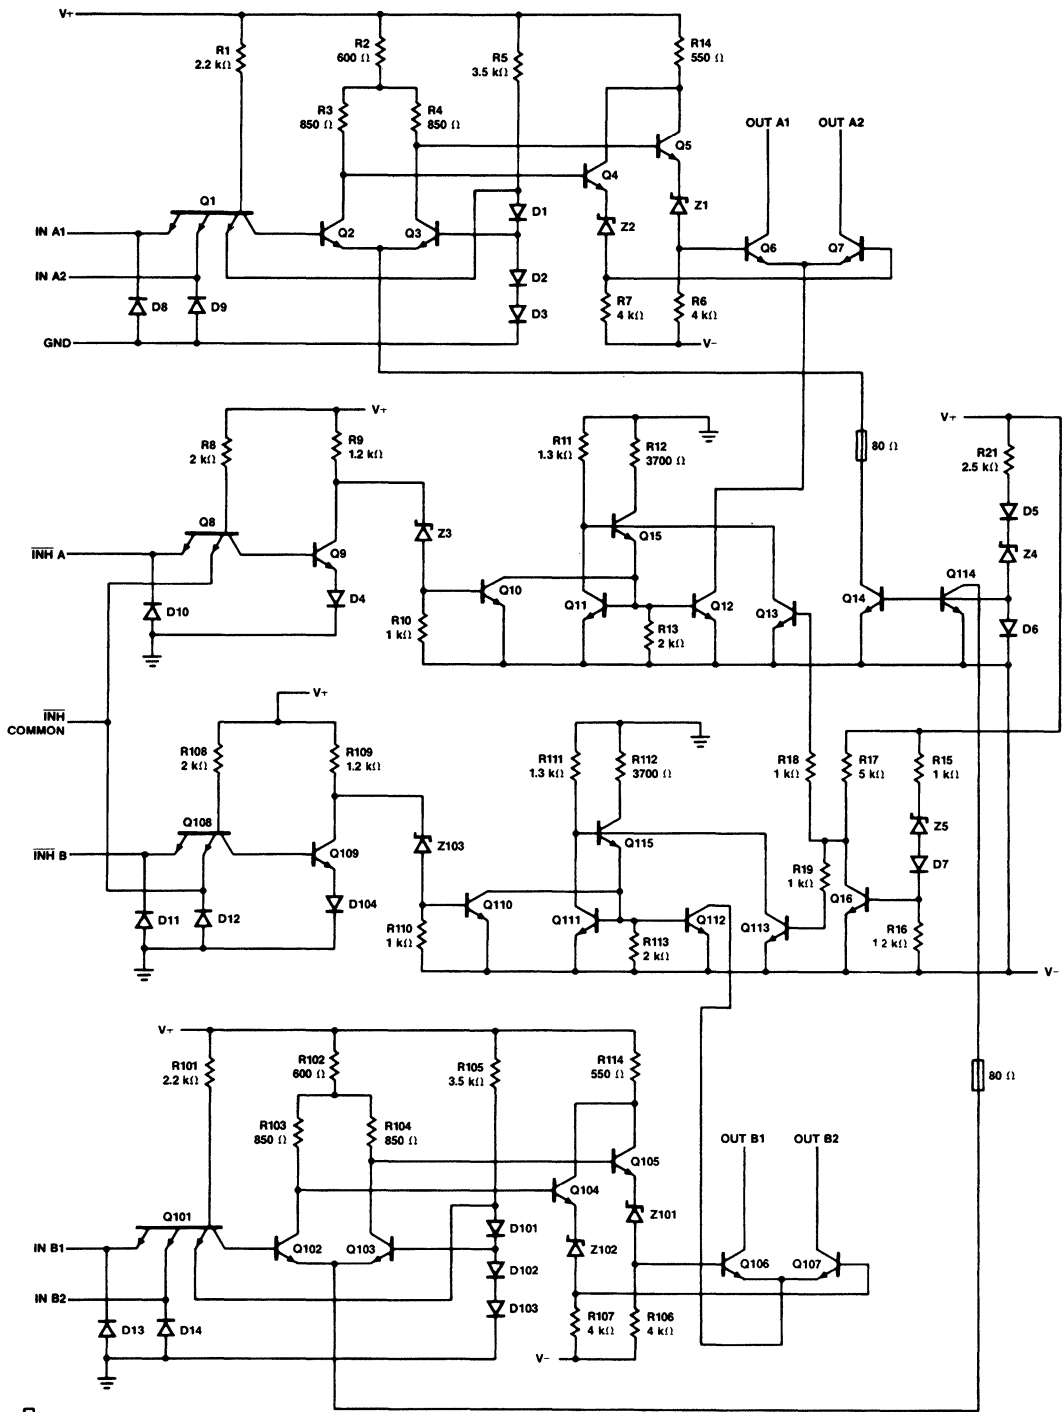 V+
R1
2.2 kΩ
R2
600 Ω
R5
3.5 kΩ
R14
550 Ω
R3
850 Ω
R4
850 Ω
OUT A1
OUT A2
Q5
Q4
Q1
D1
Z1
IN A1
Q2
Q3
Z2
Q6
Q7
IN A2
D2
D8
D9
D3
R7
4 kΩ
R6
4 kΩ
GND
V-
V+
V+
R8
2 kΩ
R9
1.2 kΩ
R11
1.3 kΩ
R12
3700 Ω
80 Ω
R21
2.5 kΩ
D5
Q8
Z3
Q15
Z4
INH A
Q9
Q114
Q10
D4
Q11
Q12
Q13
Q14
D10
R10
1 kΩ
R13
2 kΩ
D6
V+
INH
COMMON
R108
2 kΩ
R109
1.2 kΩ
R111
1.3 kΩ
R112
3700 Ω
R18
1 kΩ
R17
5 kΩ
R15
1 kΩ
Q108
Z5
Q115
Z103
INH B
Q109
D7
R19
1 kΩ
Q110
D104
Q111
Q112
Q16
D11
D12
R110
1 kΩ
Q113
R16
1 2 kΩ
R113
2 kΩ
V-
V+
R101
2.2 kΩ
R102
600 Ω
R105
3.5 kΩ
R114
550 Ω
80 Ω
R103
850 Ω
R104
850 Ω
OUT B1
OUT B2
Q105
Q104
Q101
Z101
D101
IN B1
Q102
Q103
Z102
Q106
Q107
D102
IN B2
D103
D13
D14
R107
4 kΩ
R106
4 kΩ
V-